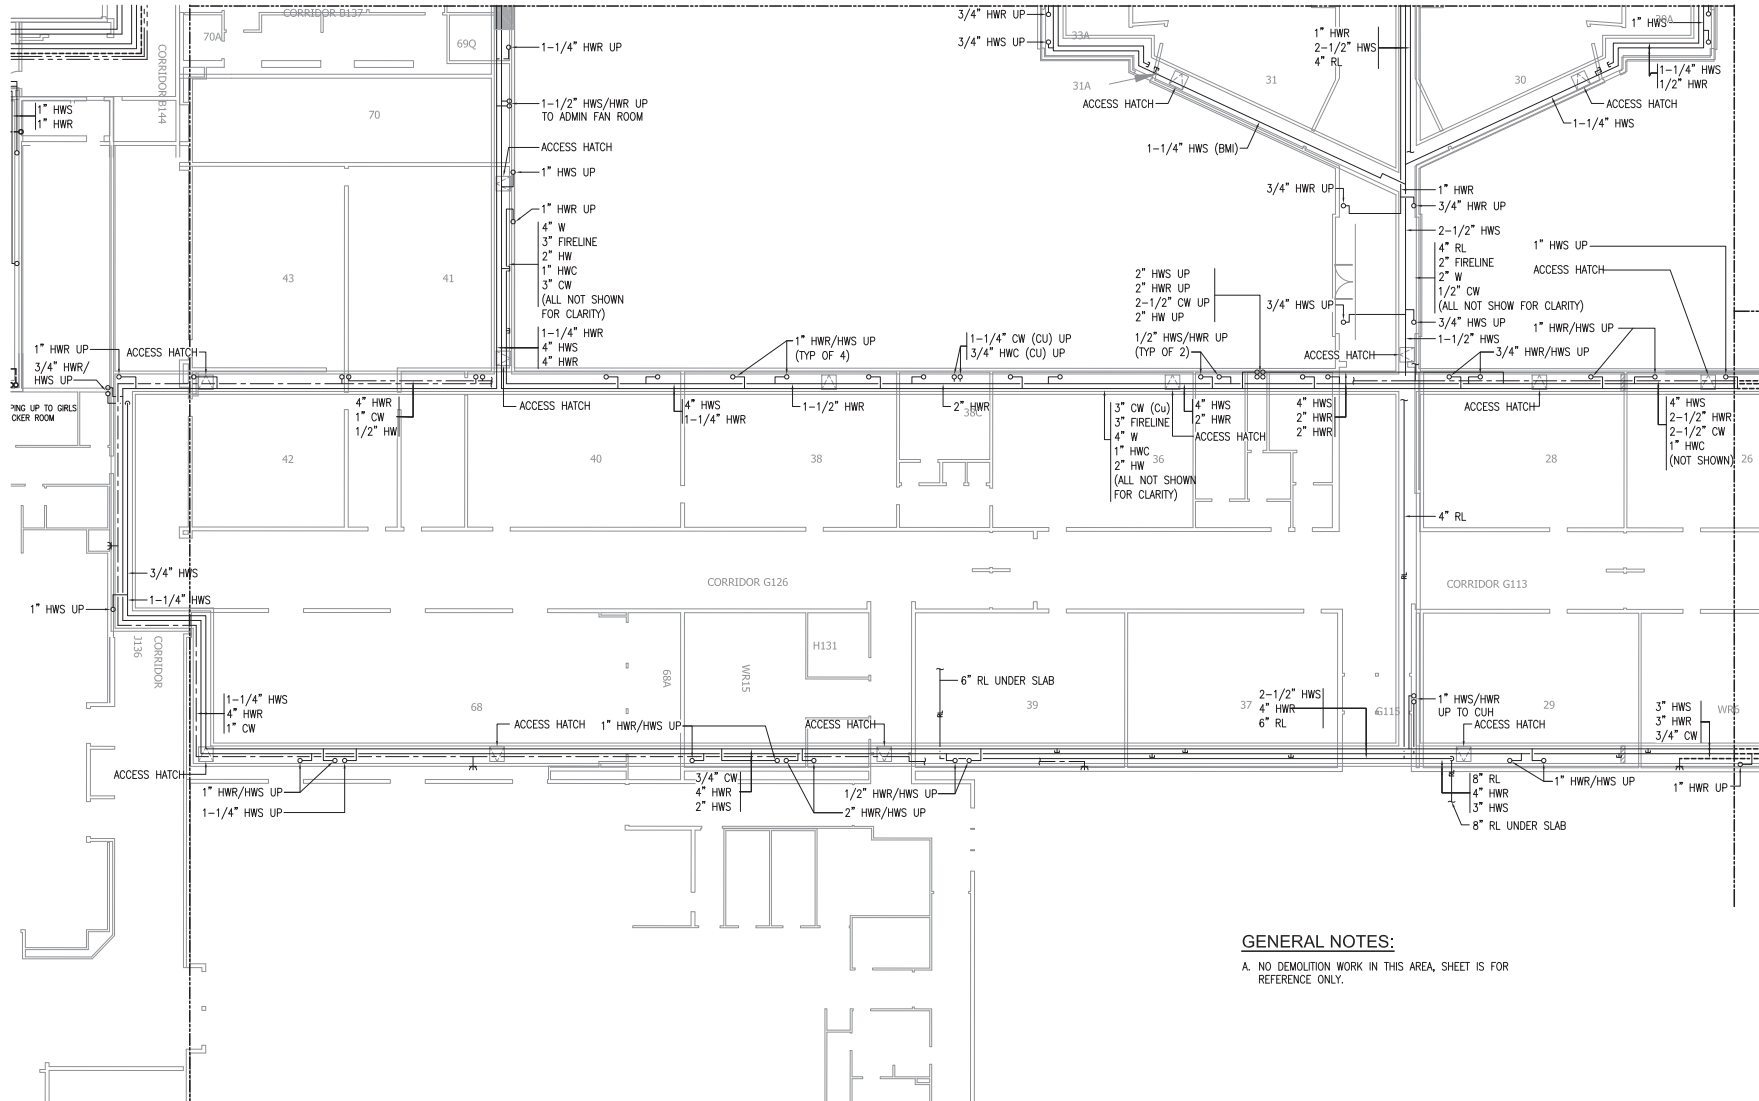 CORRIDOR B137
70A
69Q
CORRIDOR B144
1-1/4" HWR UP
3/4" HWR UP
3/4" HWS UP
33A
1" HWR
2-1/2" HWS
4" RL
1" HWS
30A
1" HWS
1" HWR
70
1-1/2" HWS/HWR UP
TO ADMIN FAN ROOM
31A
ACCESS HATCH
31
30
1-1/4" HWS
1/2" HWR
ACCESS HATCH
1-1/4" HWS
ACCESS HATCH
1" HWS UP
1-1/4" HWS (BMI)
1" HWR UP
4" W
3" FIRELINE
2" HW
1" HWC
3" CW
(ALL NOT SHOWN
FOR CLARITY)
3/4" HWR UP
1" HWR
3/4" HWR UP
2-1/2" HWS
4" RL
2" FIRELINE
2" W
1/2" CW
(ALL NOT SHOW FOR CLARITY)
1" HWS UP
ACCESS HATCH
43
41
2" HWS UP
2" HWR UP
2-1/2" CW UP
2" HW UP
3/4" HWS UP
3/4" HWS UP
1-1/2" HWS
1" HWR/HWS UP
3/4" HWR/HWS UP
1-1/4" HWR
4" HWS
4" HWR
1" HWR UP
3/4" HWR/
HWS UP
ACCESS HATCH
1" HWR/HWS UP
(TYP OF 4)
1-1/4" CW (CU) UP
3/4" HWC (CU) UP
1/2" HWS/HWR UP
(TYP OF 2)
ACCESS HATCH
PING UP TO GIRLS
CKER ROOM
4" HWR
1" CW
1/2" HW
ACCESS HATCH
4" HWS
1-1/4" HWR
1-1/2" HWR
2" HWR
38C
3" CW (Cu)
3" FIRELINE
4" W
1" HWC
2" HW
(ALL NOT SHOWN
FOR CLARITY)
4" HWS
2" HWR
ACCESS HATCH
4" HWS
2" HWR
2" HWR
ACCESS HATCH
4" HWS
2-1/2" HWR
2-1/2" CW
1" HWC
(NOT SHOWN)
42
40
38
36
28
26
4" RL
RL
3/4" HWS
1-1/4" HWS
1" HWS UP
CORRIDOR G126
CORRIDOR G113
CORRIDOR
J136
H131
68A
WR15
1-1/4" HWS
4" HWR
1" CW
68
ACCESS HATCH
1" HWR/HWS UP
ACCESS HATCH
6" RL UNDER SLAB
RL
39
37
2-1/2" HWS
4" HWR
6" RL
G115
1" HWS/HWR
UP TO CUH
ACCESS HATCH
29
3" HWS
3" HWR
3/4" CW
WR6
ACCESS HATCH
1" HWR/HWS UP
1-1/4" HWS UP
3/4" CW
4" HWR
2" HWS
1/2" HWR/HWS UP
2" HWR/HWS UP
RL
8" RL
4" HWR
3" HWS
8" RL UNDER SLAB
1" HWR/HWS UP
1" HWR UP
GENERAL NOTES:
A. NO DEMOLITION WORK IN THIS AREA, SHEET IS FOR
REFERENCE ONLY.